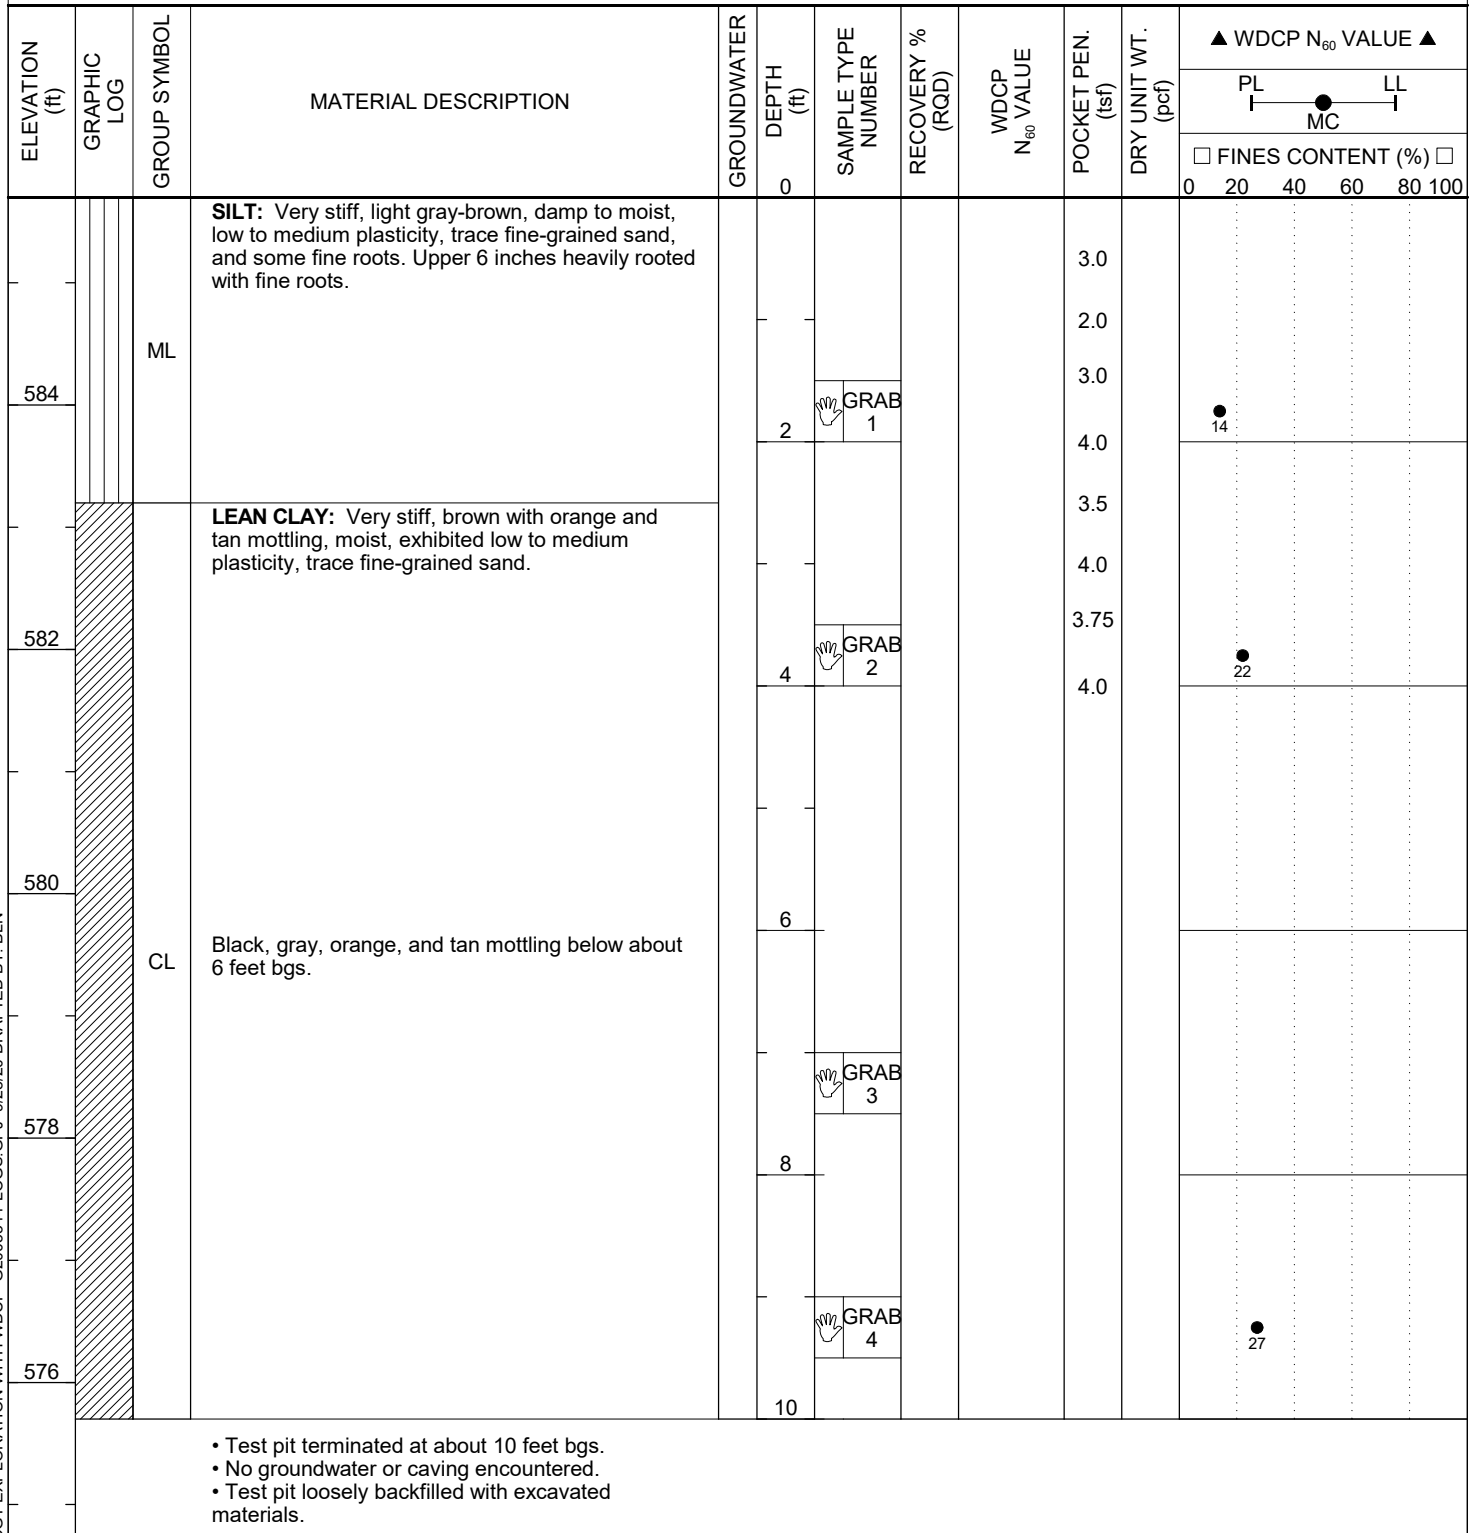 ELEVATION
(ft)
GRAPHIC
LOG
GROUP SYMBOL
MATERIAL DESCRIPTION
GROUNDWATER
DEPTH
(ft)
0
SAMPLE TYPE
NUMBER
RECOVERY %
(RQD)
WDCP
N60 VALUE
POCKET PEN.
(tsf)
DRY UNIT WT.
(pcf)
▲ WDCP N60 VALUE ▲
PL LL
MC
□ FINES CONTENT (%) □
0 20 40 60 80 100
SILT: Very stiff, light gray-brown, damp to moist,
low to medium plasticity, trace fine-grained sand,
and some fine roots. Upper 6 inches heavily rooted
with fine roots.
3.0
2.0
ML
3.0
584
GRAB
1
14
2
4.0
3.5
LEAN CLAY: Very stiff, brown with orange and
tan mottling, moist, exhibited low to medium
plasticity, trace fine-grained sand.
4.0
3.75
582
GRAB
2
22
4
4.0
580
6
CL
Black, gray, orange, and tan mottling below about
6 feet bgs.
GRAB
3
578
8
GRAB
4
27
576
10
• Test pit terminated at about 10 feet bgs.
• No groundwater or caving encountered.
• Test pit loosely backfilled with excavated
materials.